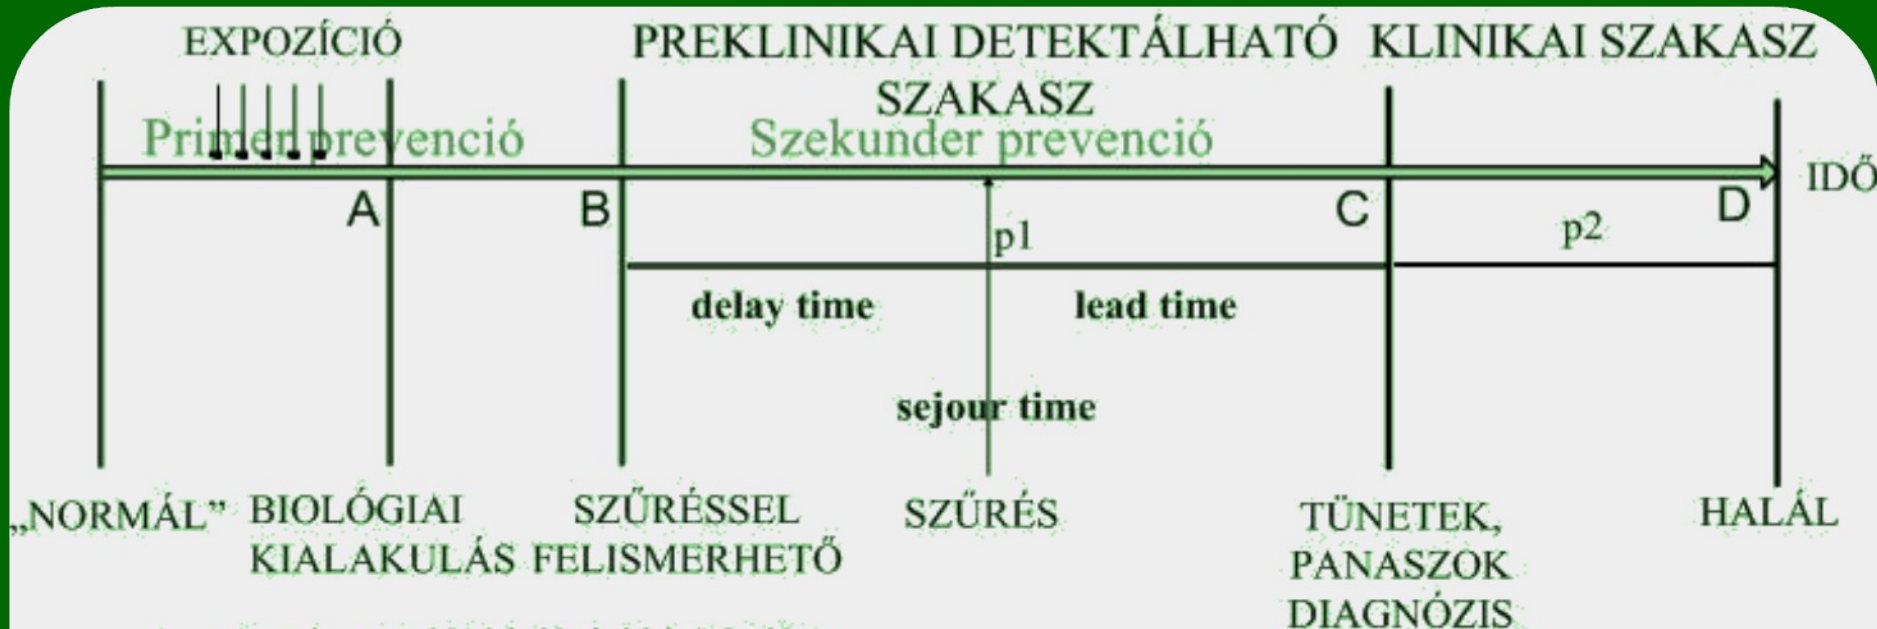 EXPOZÍCIÓ
PREKLINIKAI DETEKTÁLHATÓ
SZAKASZ
KLINIKAI SZAKASZ
Primer prevenció
Szekunder prevenció
IDŐ
A
B
C
D
p1
p2
delay time
lead time
sejour time
„NORMÁL”
BIOLÓGIAI
KIALAKULÁS
SZŰRÉSSEL
FELISMERHETŐ
SZŰRÉS
TÜNETEK,
PANASZOK
DIAGNÓZIS
HALÁL